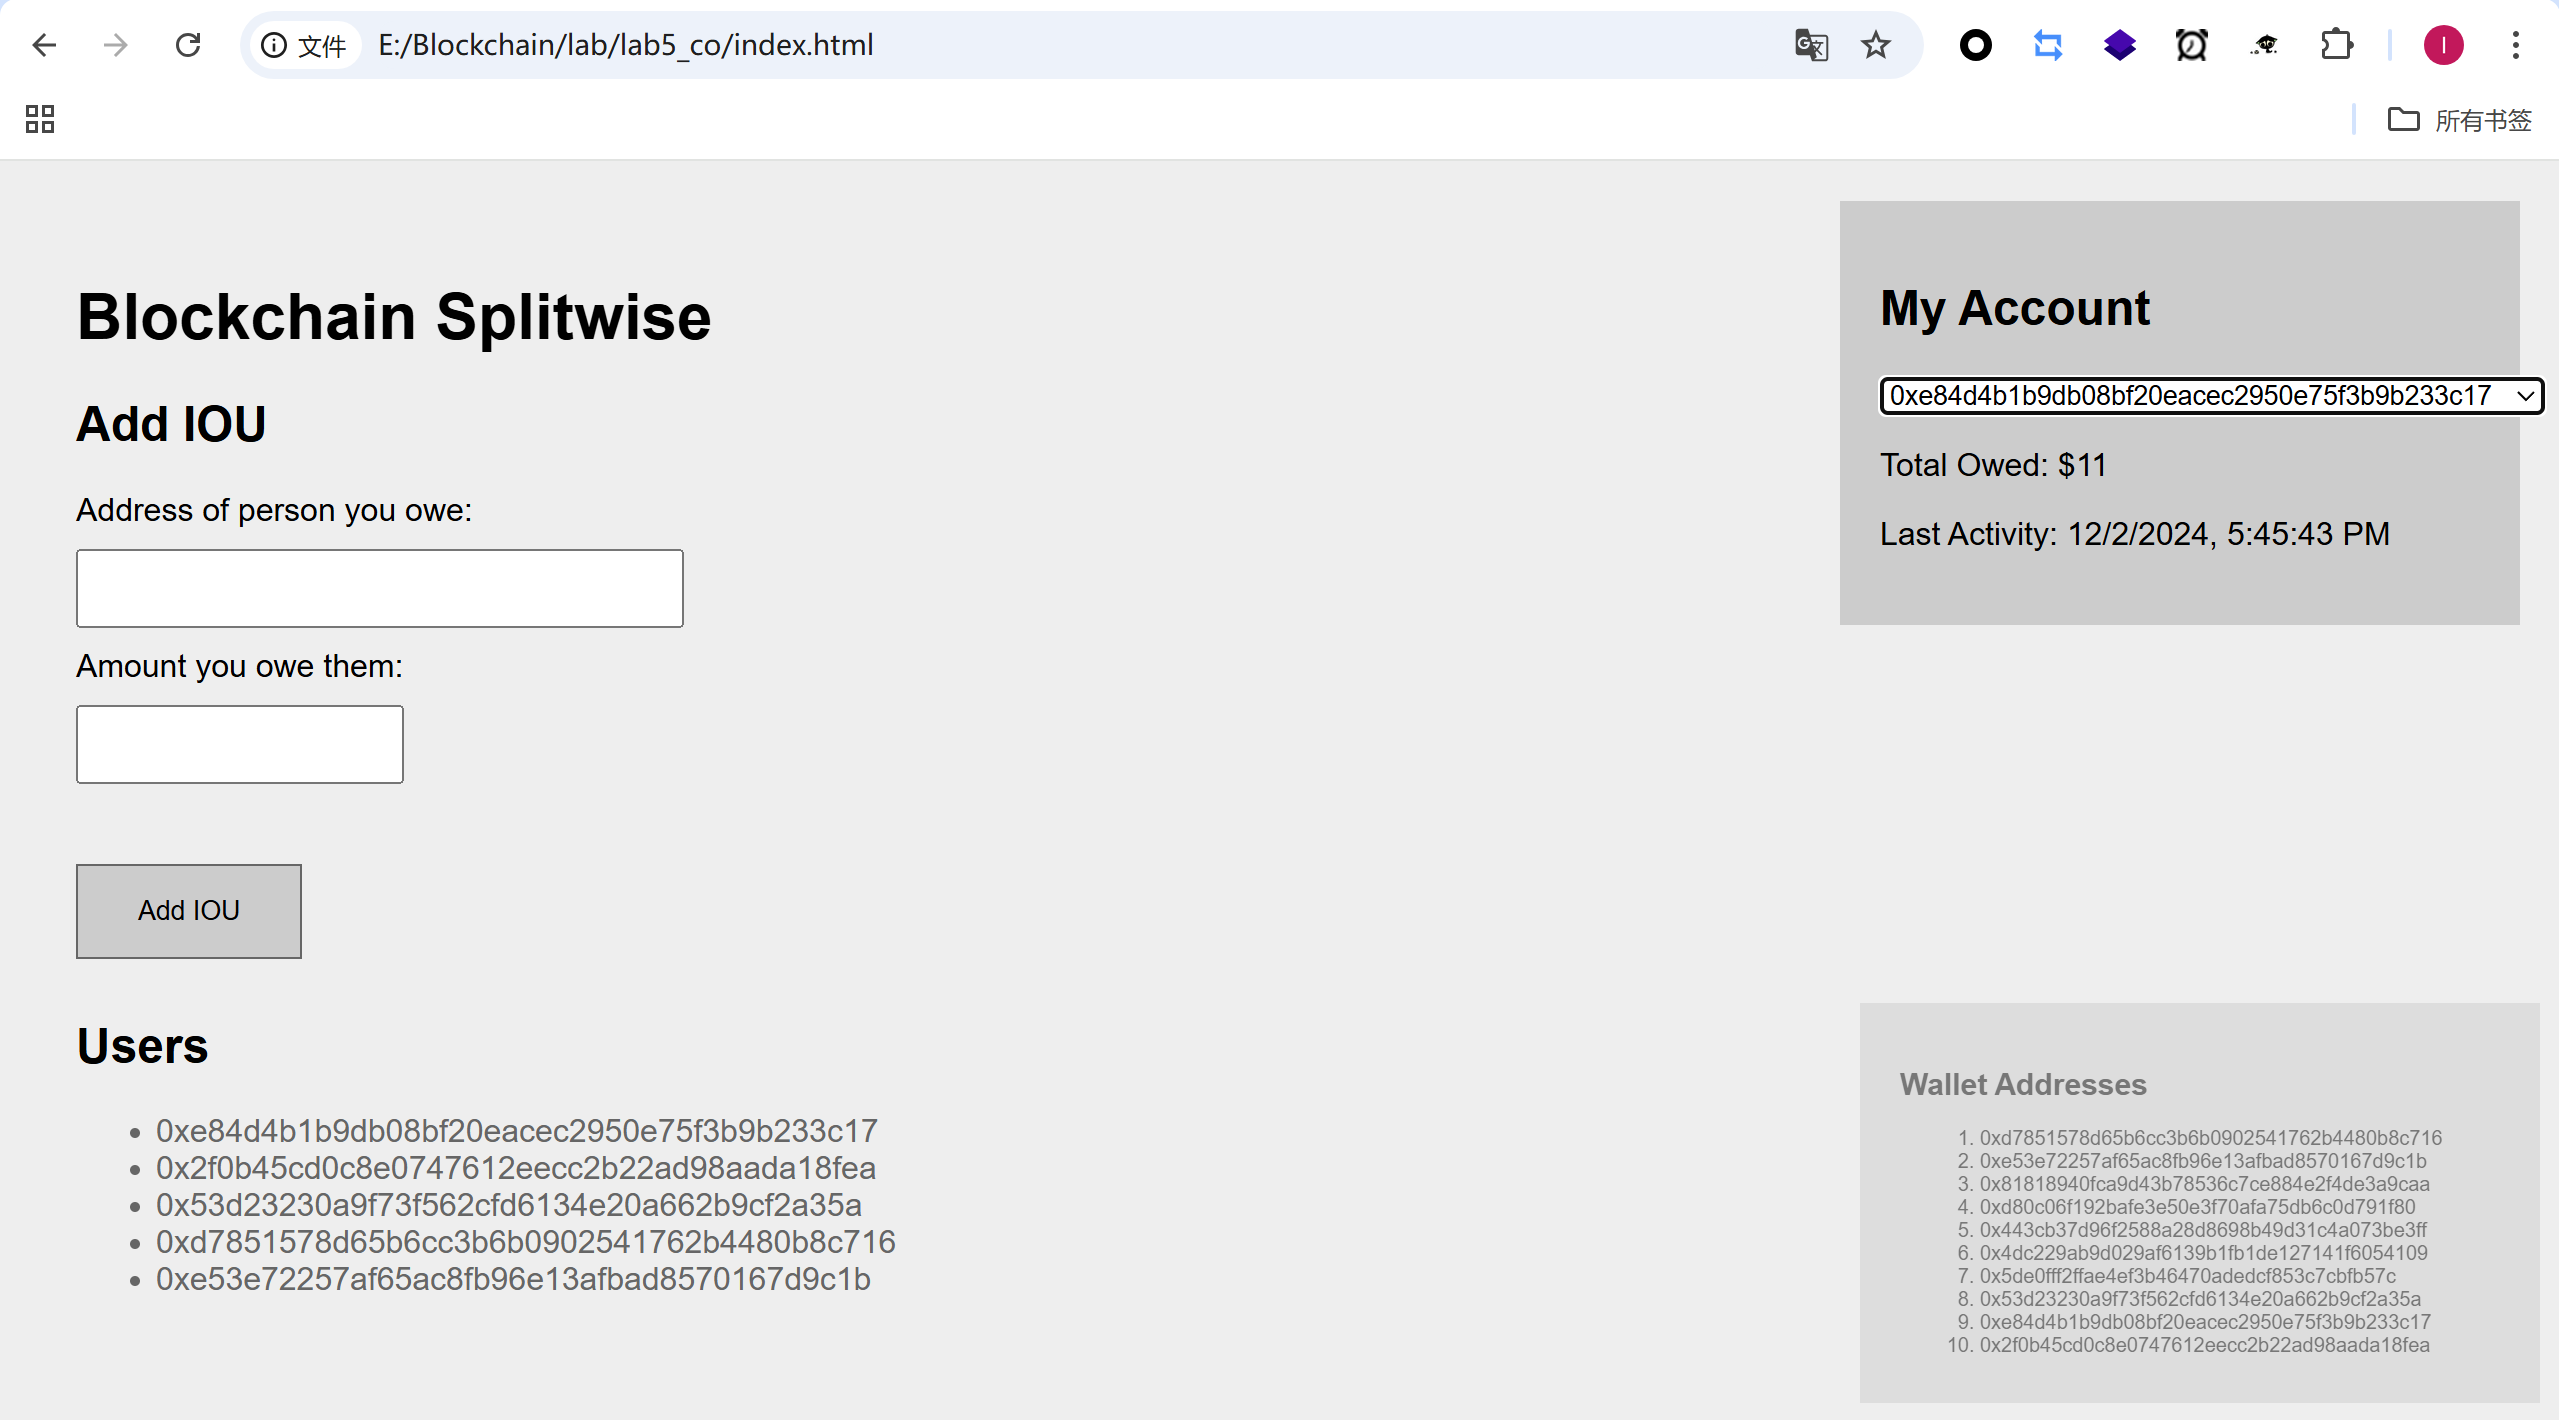 文件
E:/Blockchain/lab/lab5_co/index.html
I
所有书签
Blockchain Splitwise
Add IOU
Address of person you owe:
Amount you owe them:
Add IOU
My Account
0xe84d4b1b9db08bf20eacec2950e75f3b9b233c17
Total Owed: $11
Last Activity: 12/2/2024, 5:45:43 PM
Users
0xe84d4b1b9db08bf20eacec2950e75f3b9b233c17
0x2f0b45cd0c8e0747612eecc2b22ad98aada18fea
0x53d23230a9f73f562cfd6134e20a662b9cf2a35a
0xd7851578d65b6cc3b6b0902541762b4480b8c716
0xe53e72257af65ac8fb96e13afbad8570167d9c1b
Wallet Addresses
1. 0xd7851578d65b6cc3b6b0902541762b4480b8c716
2. 0xe53e72257af65ac8fb96e13afbad8570167d9c1b
3. 0x81818940fca9d43b78536c7ce884e2f4de3a9caa
4. 0xd80c06f192bafe3e50e3f70afa75db6c0d791f80
5. 0x443cb37d96f2588a28d8698b49d31c4a073be3ff
6. 0x4dc229ab9d029af6139b1fb1de127141f6054109
7. 0x5de0fff2ffae4ef3b46470adedcf853c7cbfb57c
8. 0x53d23230a9f73f562cfd6134e20a662b9cf2a35a
9. 0xe84d4b1b9db08bf20eacec2950e75f3b9b233c17
10. 0x2f0b45cd0c8e0747612eecc2b22ad98aada18fea